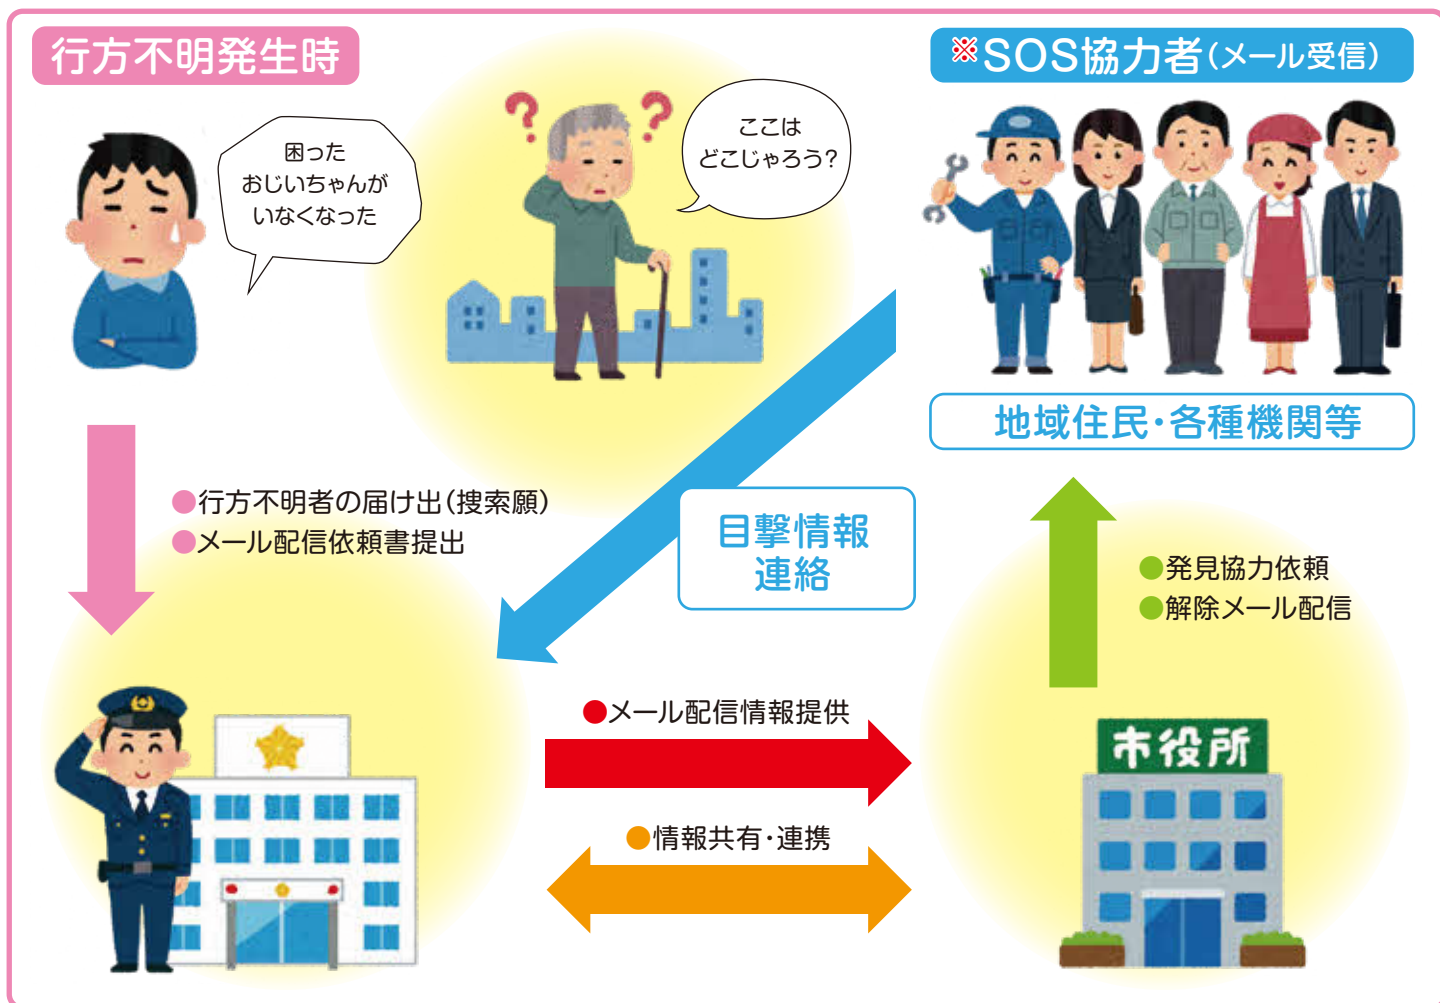 行方不明発生時
困った
おじいちゃんが
いなくなった
ここは
どこじゃろう?
※SOS協力者(メール受信)
地域住民・各種機関等
●行方不明者の届け出(捜索願)
●メール配信依頼書提出
目撃情報
連絡
●発見協力依頼
●解除メール配信
●メール配信情報提供
●情報共有・連携
市役所